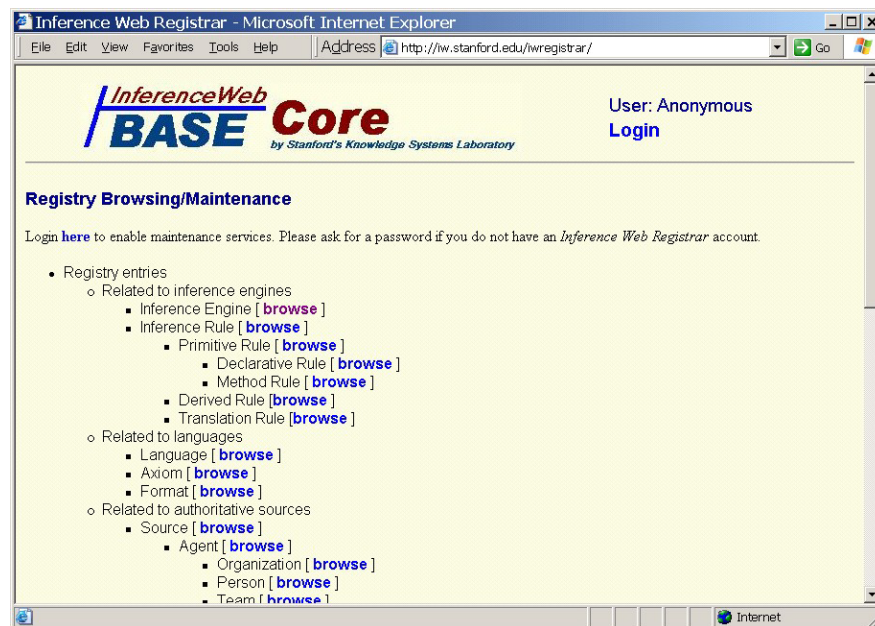 Inference Web Registrar - Microsoft Internet Explorer
File Edit View Favorites Tools Help Address http://iw.stanford.edu/iwregistrar/ Go
InferenceWeb
BASE Core
by Stanford's Knowledge Systems Laboratory
User: Anonymous
Login
Registry Browsing/Maintenance
Login here to enable maintenance services. Please ask for a password if you do not have an Inference Web Registrar account.
• Registry entries
o Related to inference engines
▪ Inference Engine [ browse ]
▪ Inference Rule [ browse ]
▪ Primitive Rule [ browse ]
▪ Declarative Rule [ browse ]
▪ Method Rule [ browse ]
▪ Derived Rule [browse ]
▪ Translation Rule [browse ]
o Related to languages
▪ Language [ browse ]
▪ Axiom [ browse ]
▪ Format [ browse ]
o Related to authoritative sources
▪ Source [ browse ]
▪ Agent [ browse ]
▪ Organization [ browse ]
▪ Person [ browse ]
▪ Team [ browse ]
Internet